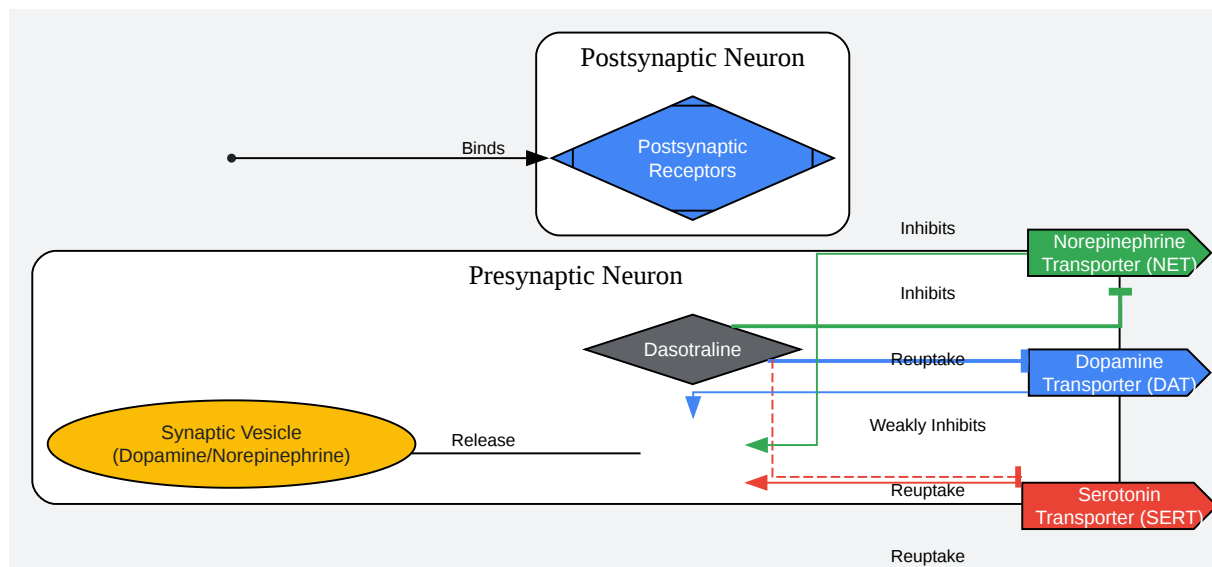 Postsynaptic Neuron
Binds
Postsynaptic
Receptors
Inhibits
Norepinephrine
Transporter (NET)
Presynaptic Neuron
Inhibits
Dasotraline
Reuptake
Dopamine
Transporter (DAT)
Weakly Inhibits
Synaptic Vesicle
(Dopamine/Norepinephrine)
Release
Reuptake
Serotonin
Transporter (SERT)
Reuptake